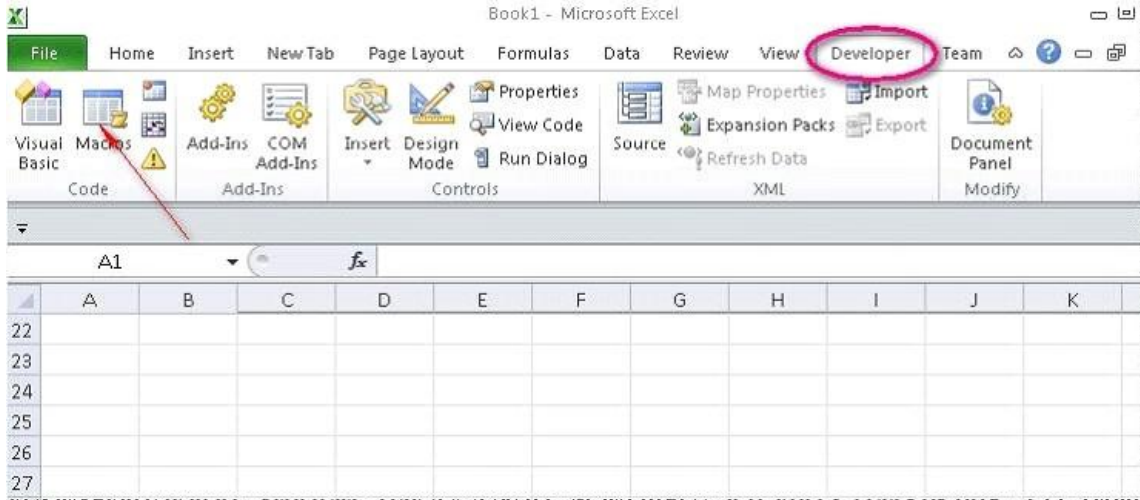 Book1 - Microsoft Excel
File Home Insert New Tab Page Layout Formulas Data Review View Developer Team
Visual Basic Macros Add-Ins COM Add-Ins Insert Design Mode Properties View Code Run Dialog Source Map Properties Expansion Packs Refresh Data Import Export Document Panel
Code Add-Ins Controls XML Modify
A1 fx
A B C D E F G H I J K
22
23
24
25
26
27